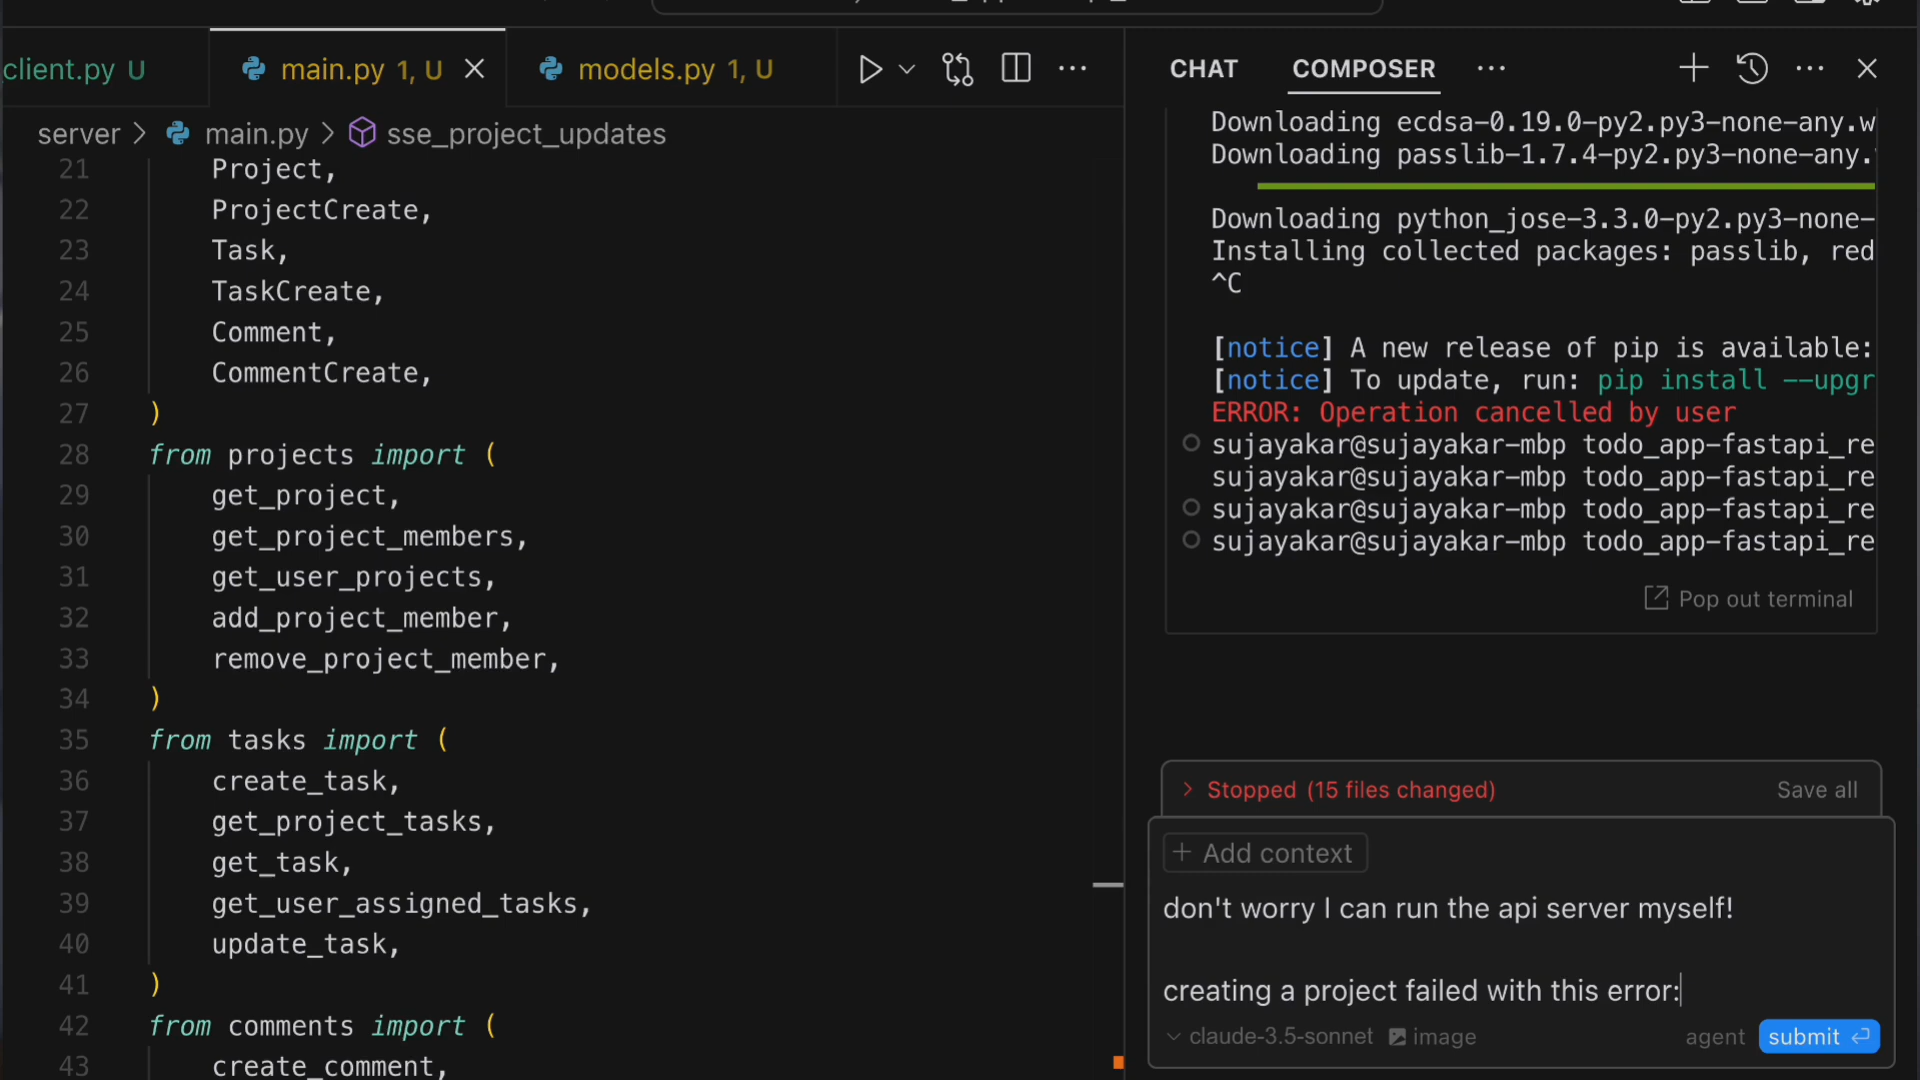 client.py U
main.py 1, U
models.py 1, U
server > main.py > sse_project_updates
21 Project,
22 ProjectCreate,
23 Task,
24 TaskCreate,
25 Comment,
26 CommentCreate,
27 )
28 from projects import (
29 get_project,
30 get_project_members,
31 get_user_projects,
32 add_project_member,
33 remove_project_member,
34 )
35 from tasks import (
36 create_task,
37 get_project_tasks,
38 get_task,
39 get_user_assigned_tasks,
40 update_task,
41 )
42 from comments import (
43 create_comment,
CHAT COMPOSER
Downloading ecdsa-0.19.0-py2.py3-none-any.w
Downloading passlib-1.7.4-py2.py3-none-any.
Downloading python_jose-3.3.0-py2.py3-none-
Installing collected packages: passlib, red
^C
[notice] A new release of pip is available:
[notice] To update, run: pip install --upgr
ERROR: Operation cancelled by user
sujayakar@sujayakar-mbp todo_app-fastapi_re
sujayakar@sujayakar-mbp todo_app-fastapi_re
sujayakar@sujayakar-mbp todo_app-fastapi_re
sujayakar@sujayakar-mbp todo_app-fastapi_re
Pop out terminal
> Stopped (15 files changed) Save all
+ Add context
don't worry I can run the api server myself!
creating a project failed with this error:
claude-3.5-sonnet image agent submit